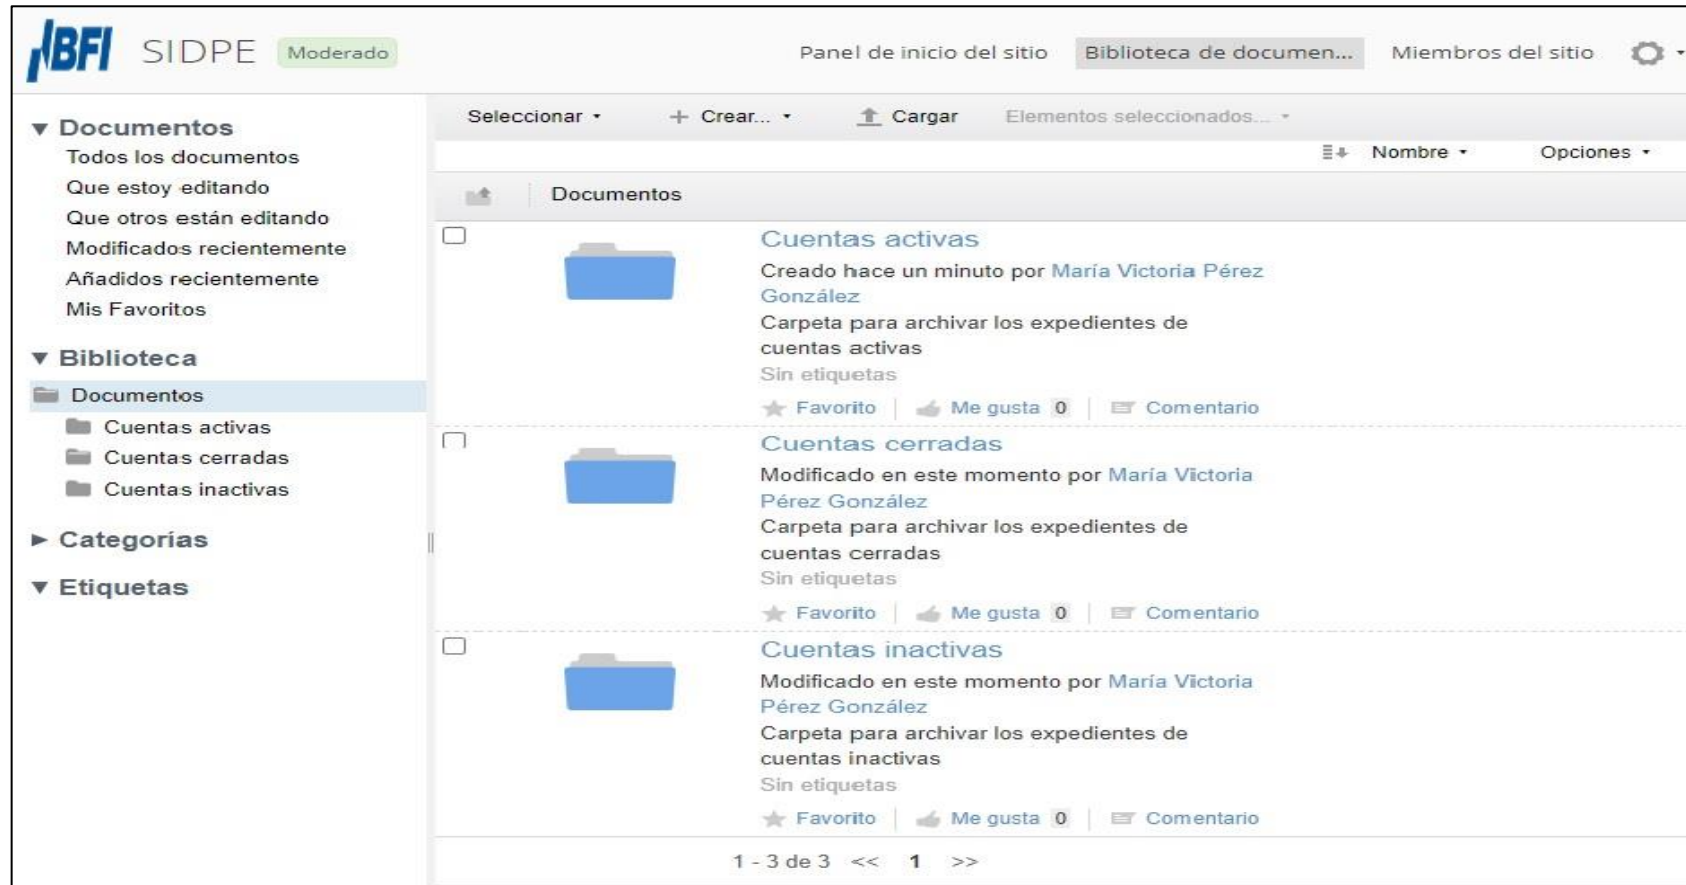 BFI SIDPE Moderado
Panel de inicio del sitio Biblioteca de documen... Miembros del sitio
Documentos
Todos los documentos
Que estoy editando
Que otros están editando
Modificados recientemente
Añadidos recientemente
Mis Favoritos
Biblioteca
Documentos
Cuentas activas
Cuentas cerradas
Cuentas inactivas
Categorías
Etiquetas
Seleccionar Crear... Cargar Elementos seleccionados...
Nombre Opciones
Documentos
Cuentas activas
Creado hace un minuto por María Victoria Pérez
González
Carpeta para archivar los expedientes de
cuentas activas
Sin etiquetas
Favorito Me gusta 0 Comentario
Cuentas cerradas
Modificado en este momento por María Victoria
Pérez González
Carpeta para archivar los expedientes de
cuentas cerradas
Sin etiquetas
Favorito Me gusta 0 Comentario
Cuentas inactivas
Modificado en este momento por María Victoria
Pérez González
Carpeta para archivar los expedientes de
cuentas inactivas
Sin etiquetas
Favorito Me gusta 0 Comentario
1 - 3 de 3 << 1 >>